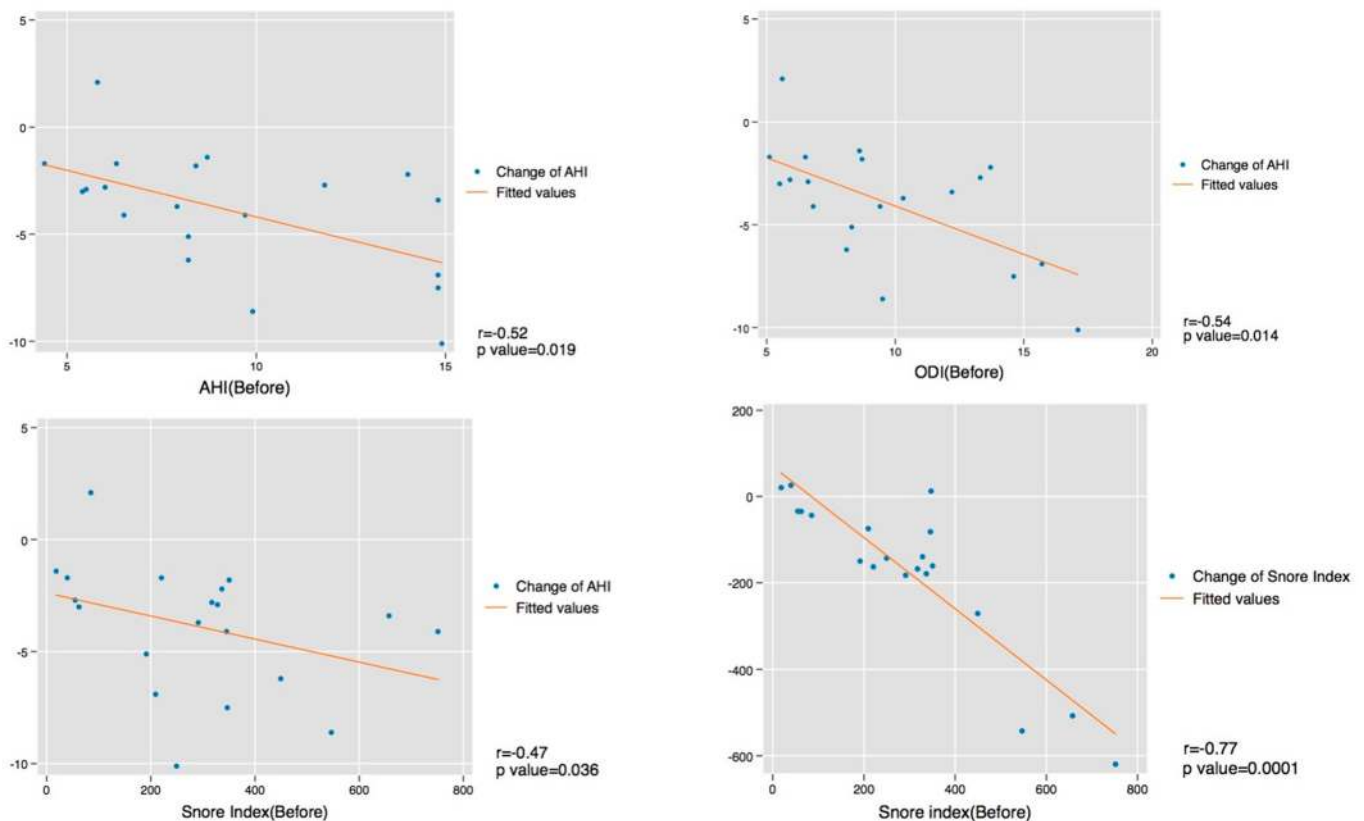 5
0
-5
-10
5
10
15
AHI(Before)
Change of AHI
Fitted values
r=-0.52
p value=0.019
5
0
-5
-10
5
10
15
20
ODI(Before)
Change of AHI
Fitted values
r=-0.54
p value=0.014
5
0
-5
-10
0
200
400
600
800
Snore Index(Before)
Change of AHI
Fitted values
r=-0.47
p value=0.036
200
0
-200
-400
-600
0
200
400
600
800
Snore index(Before)
Change of Snore Index
Fitted values
r=-0.77
p value=0.0001